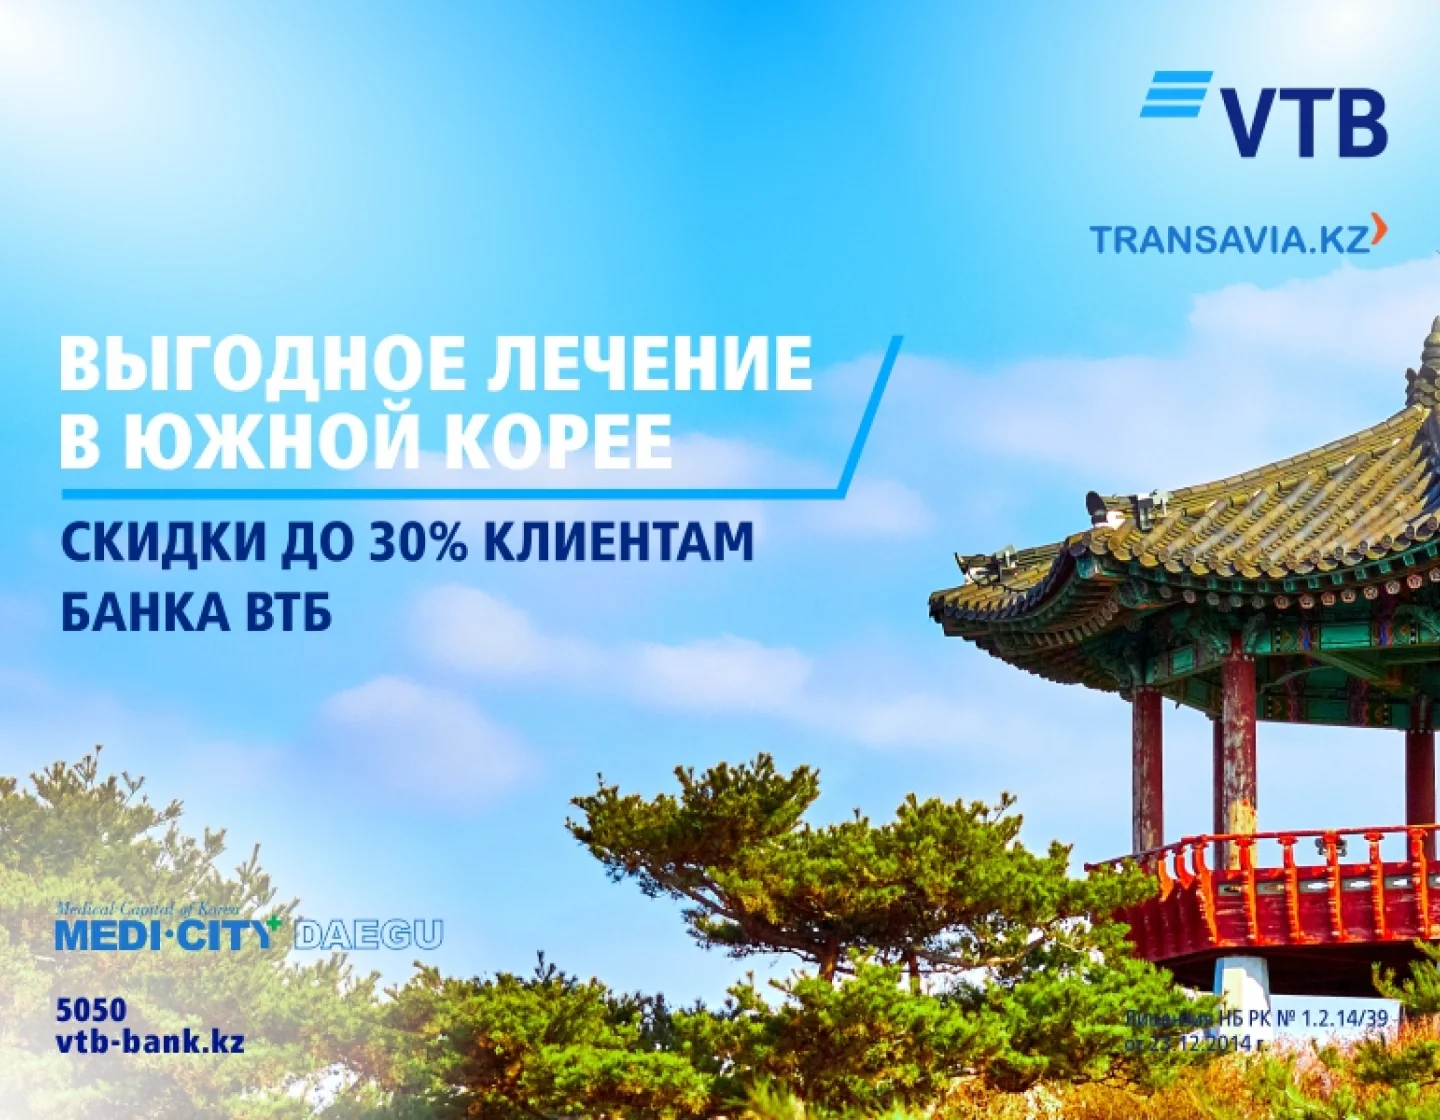 VTB
TRANSAVIA.KZ
ВЫГОДНОЕ ЛЕЧЕНИЕ
В ЮЖНОЙ КОРЕЕ
СКИДКИ ДО 30% КЛИЕНТАМ
БАНКА ВТБ
Medical Capital of Korea
MEDI·CITY DAEGU
5050
vtb-bank.kz
Лицензия НБ РК № 1.2.14/39
от 23.12.2014 г.